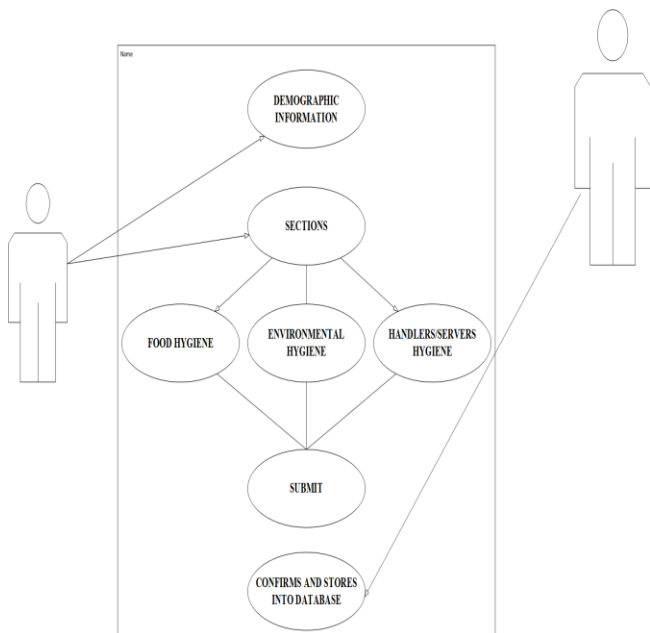 Name
DEMOGRAPHIC
INFORMATION
SECTIONS
FOOD HYGIENE
ENVIRONMENTAL
HYGIENE
HANDLERS/SERVERS
HYGIENE
SUBMIT
CONFIRMS AND STORES
INTO DATABASE